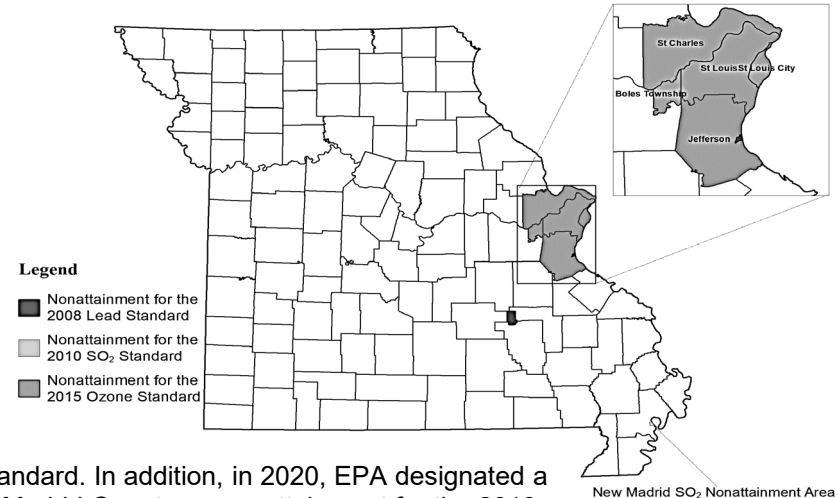 St Charles
St Louis
St Louis City
Boles Township
Jefferson
Legend
Nonattainment for the
2008 Lead Standard
Nonattainment for the
2010 SO₂ Standard
Nonattainment for the
2015 Ozone Standard
tandard. In addition, in 2020, EPA designated a
New Madrid SO₂ Nonattainment Area